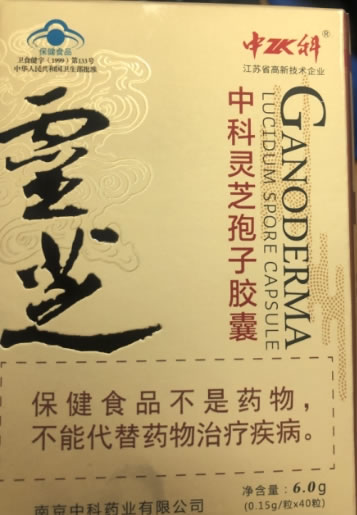 保健食品
卫食健字（1999）第133号
中华人民共和国卫生部批准
中ZK科®
江苏省高新技术企业
靈芝
GANODERMA
LUCIDUM SPORE CAPSULE
中科灵芝孢子胶囊
保健食品不是药物，
不能代替药物治疗疾病。
净含量：6.0g
(0.15g/粒x40粒)
南京中科药业有限公司